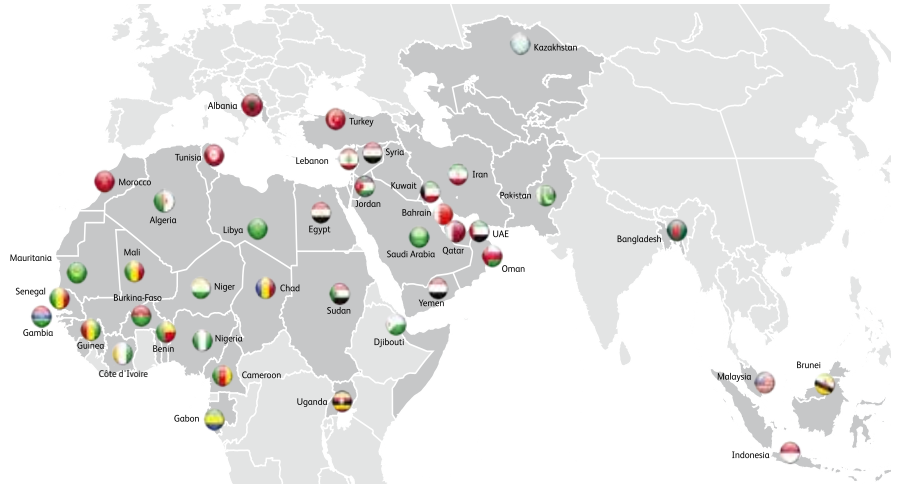 Kazakhstan
Albania
Turkey
Tunisia
Lebanon
Syria
Morocco
Iran
Kuwait
Jordan
Pakistan
Algeria
Bahrain
Libya
Egypt
UAE
Bangladesh
Qatar
Saudi Arabia
Mali
Mauritania
Oman
Niger
Chad
Senegal
Burkina-Faso
Yemen
Sudan
Gambia
Guinea
Benin
Nigeria
Djibouti
Côte d'Ivoire
Cameroon
Brunei
Malaysia
Uganda
Gabon
Indonesia